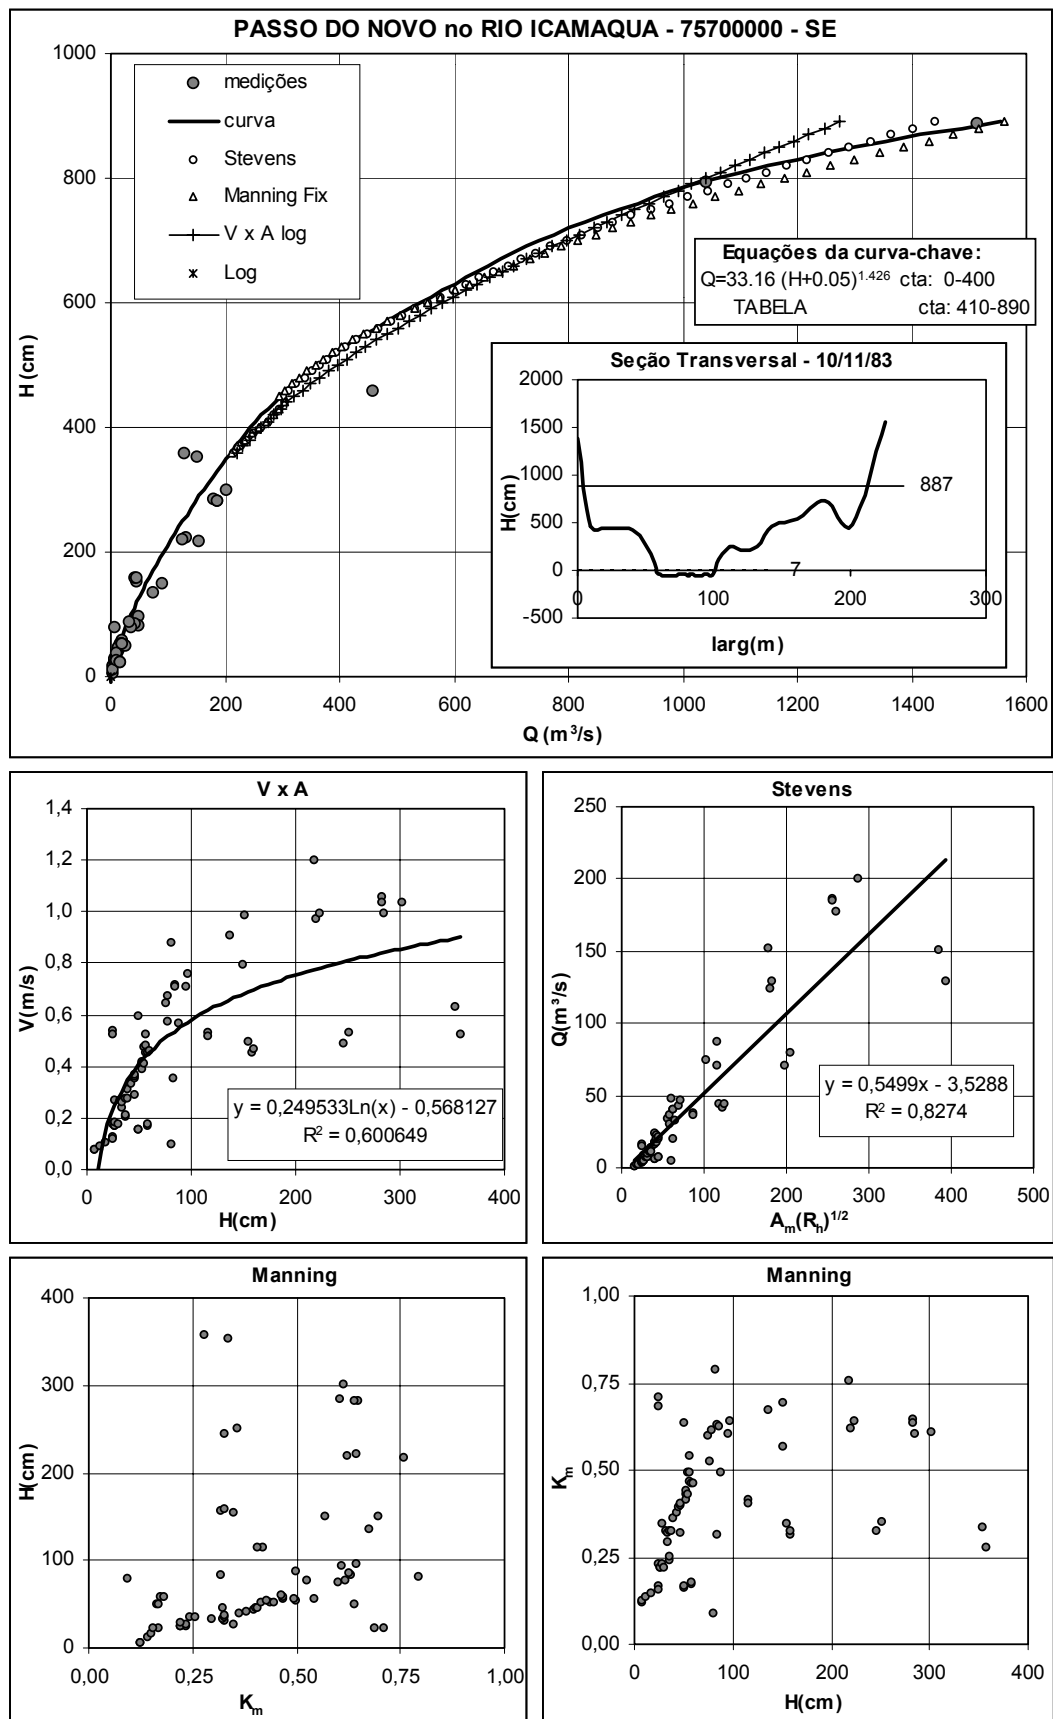 PASSO DO NOVO no RIO ICAMAQUA - 75700000 - SE
1000
800
600
400
200
0
H (cm)
medições
curva
Stevens
Manning Fix
V x A log
Log
Equações da curva-chave:
Q=33.16 (H+0.05)^1.426 cta: 0-400
TABELA cta: 410-890
Seção Transversal - 10/11/83
2000
1500
1000
500
0
-500
H(cm)
887
7
0 100 200 300
larg(m)
0 200 400 600 800 1000 1200 1400 1600
Q (m³/s)
V x A
1,4
1,2
1,0
0,8
0,6
0,4
0,2
0,0
V(m/s)
y = 0,249533Ln(x) - 0,568127
R² = 0,600649
0 100 200 300 400
H(cm)
Stevens
250
200
150
100
50
0
Q(m³/s)
y = 0,5499x - 3,5288
R² = 0,8274
0 100 200 300 400 500
Am(Rh)^1/2
Manning
400
300
200
100
0
H(cm)
0,00 0,25 0,50 0,75 1,00
Km
Manning
1,00
0,75
0,50
0,25
0,00
Km
0 100 200 300 400
H(cm)